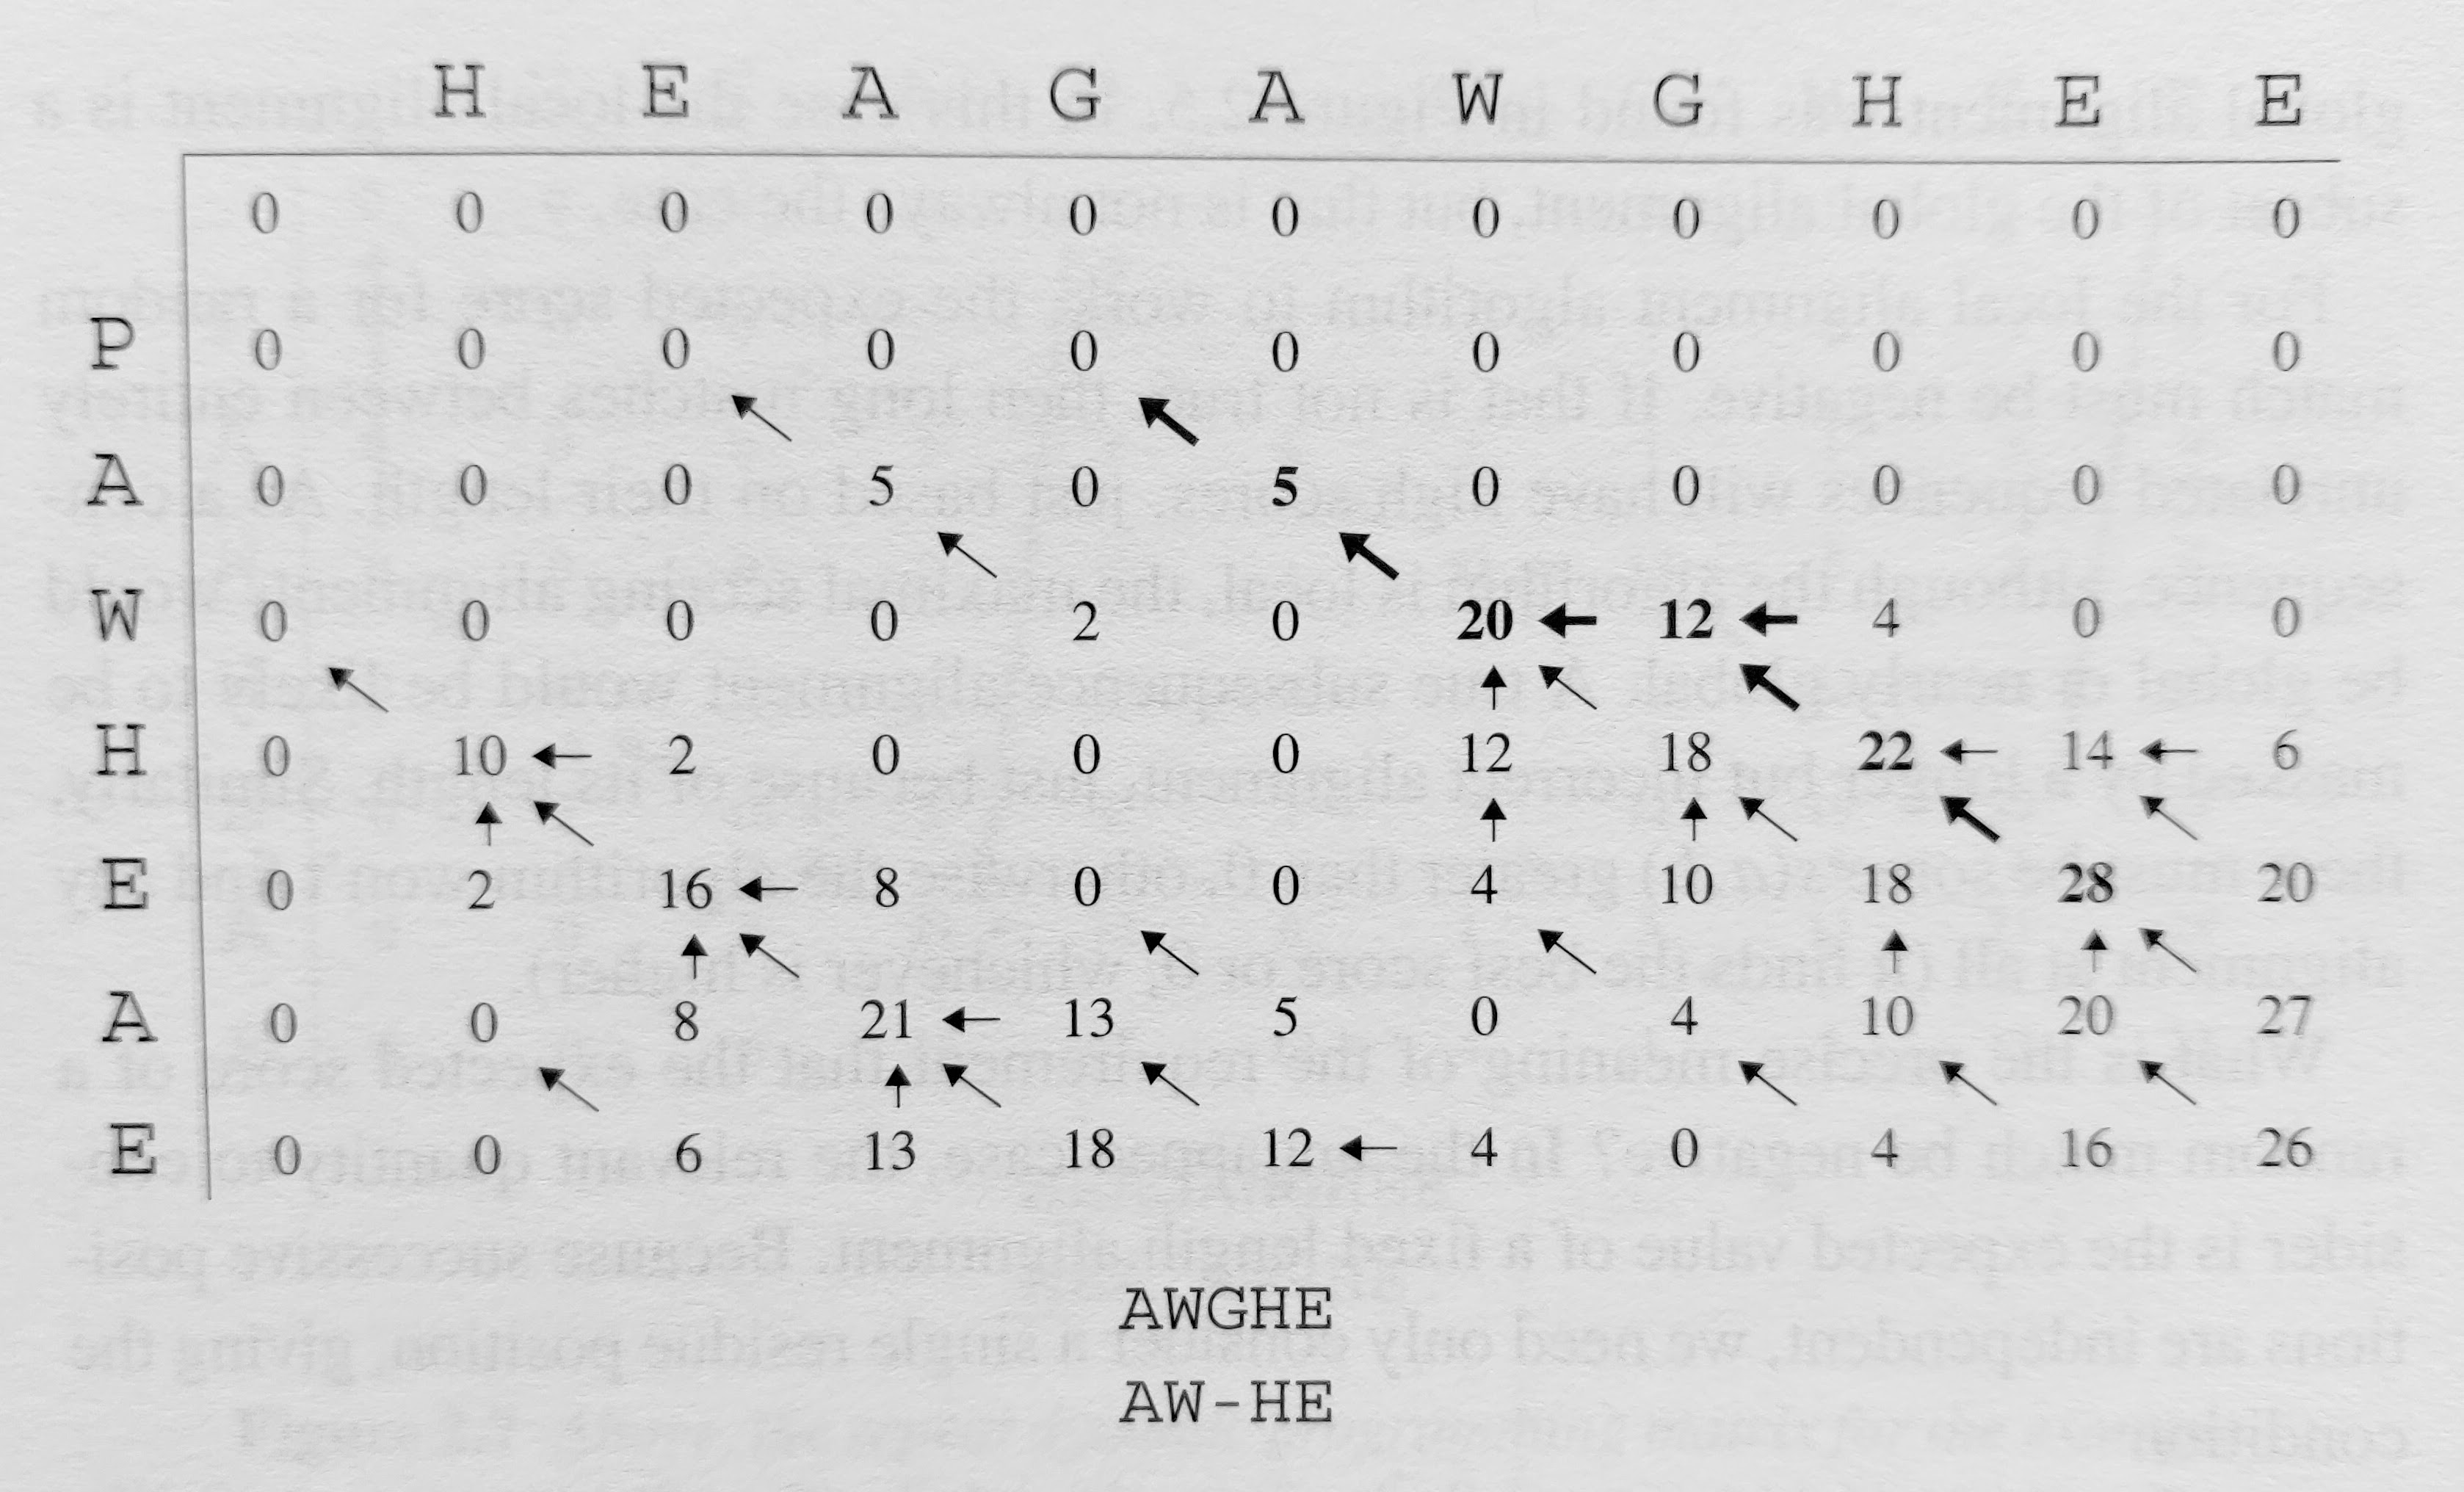 H E A G A W G H E E
0 0 0 0 0 0 0 0 0 0 0
P 0 0 0 0 0 0 0 0 0 0 0
A 0 0 0 5 0 5 0 0 0 0 0
W 0 0 0 0 2 0 20 12 4 0 0
H 0 10 2 0 0 0 12 18 22 14 6
E 0 2 16 8 0 0 4 10 18 28 20
A 0 0 8 21 13 5 0 4 10 20 27
E 0 0 6 13 18 12 4 0 4 16 26
AWGHE
AW-HE